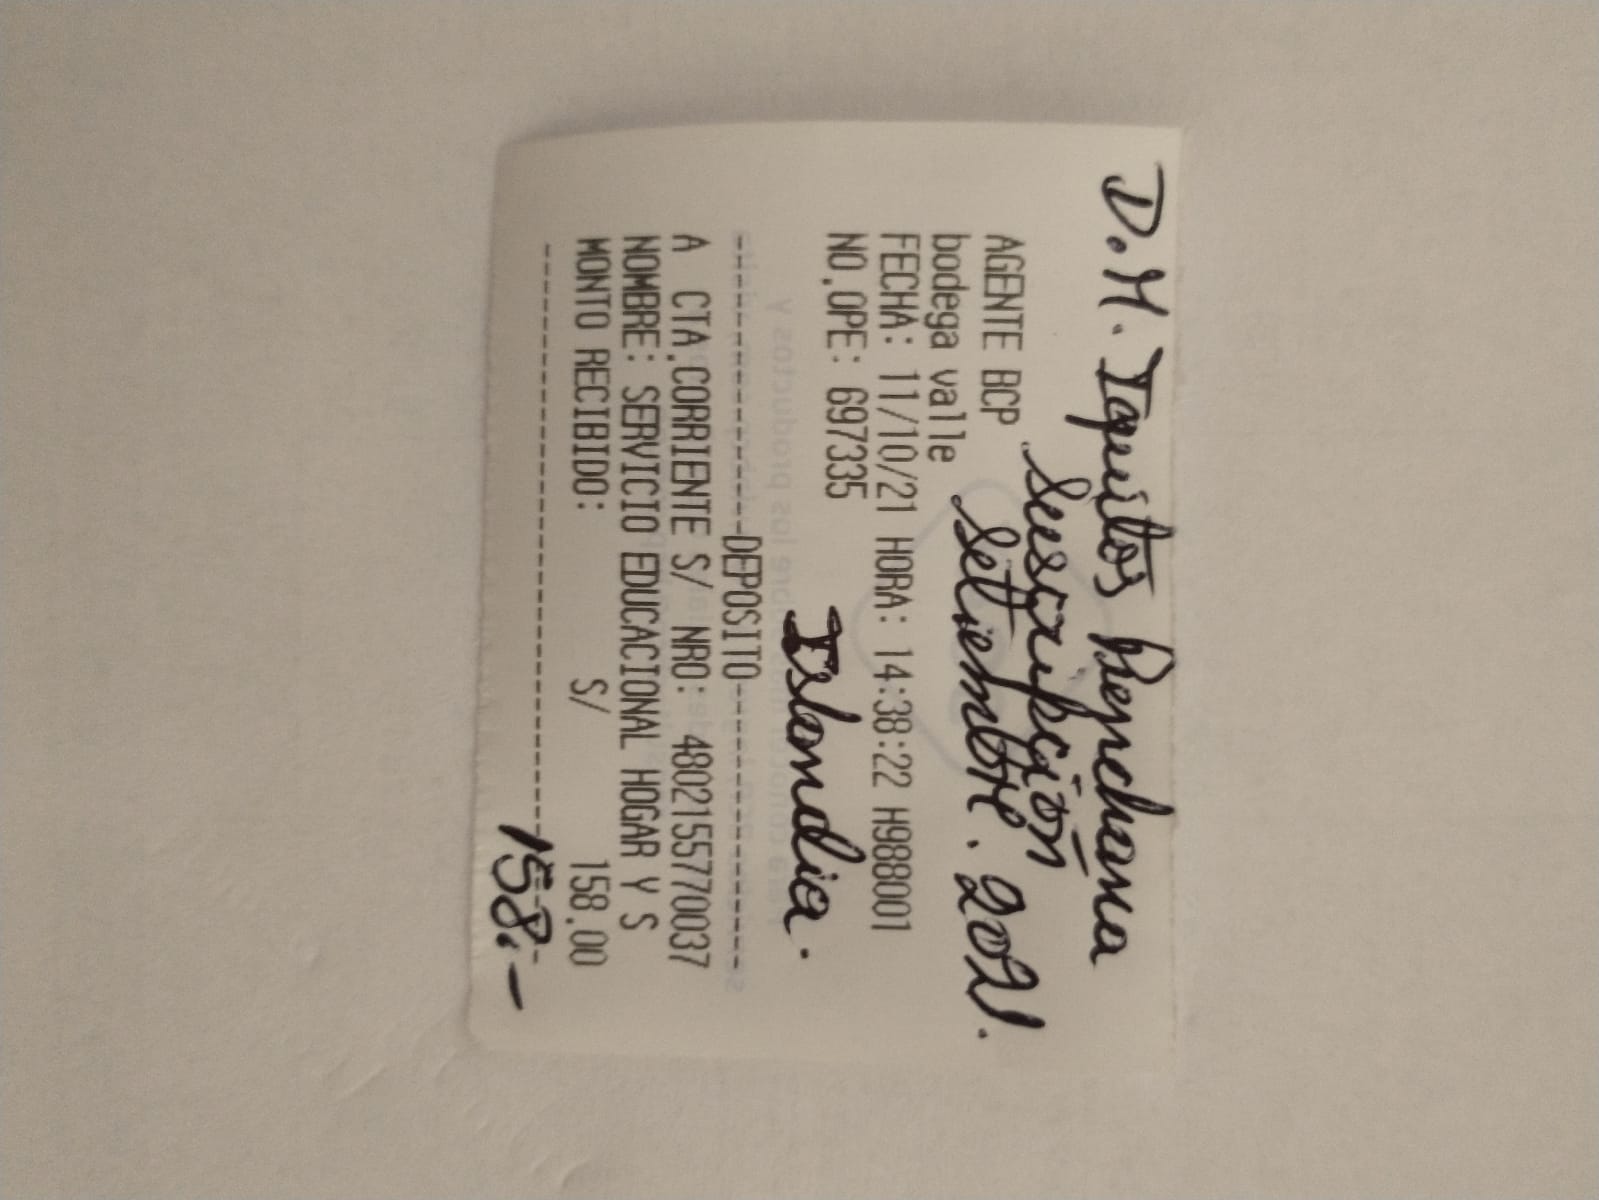 D.M. Iquitos Renchama
Suscripción
AGENTE BCP
Setiembre. 2021.
bodega valle
FECHA: 11/10/21 HORA: 14:38:22 H988001
NO.OPE: 697335
Islandia.
------------------DEPOSITO------------------
A CTA.CORRIENTE S/ NRO: 4802155770037
NOMBRE: SERVICIO EDUCACIONAL HOGAR Y S
MONTO RECIBIDO: S/ 158.00
--------------------------------------------
158.-